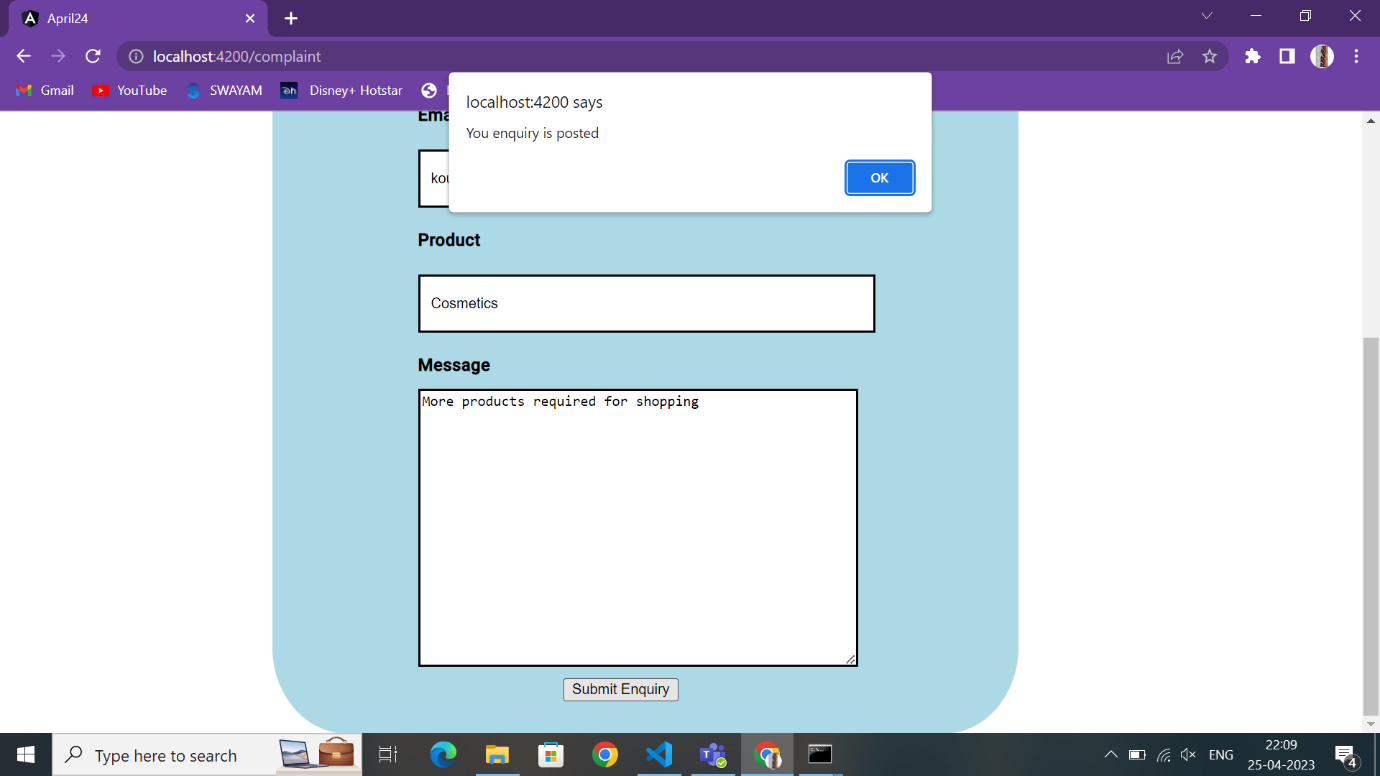 April24
localhost:4200/complaint
Gmail
YouTube
SWAYAM
Disney+ Hotstar
localhost:4200 says
You enquiry is posted
OK
Product
Cosmetics
Message
More products required for shopping
Submit Enquiry
Type here to search
ENG
22:09
25-04-2023
4